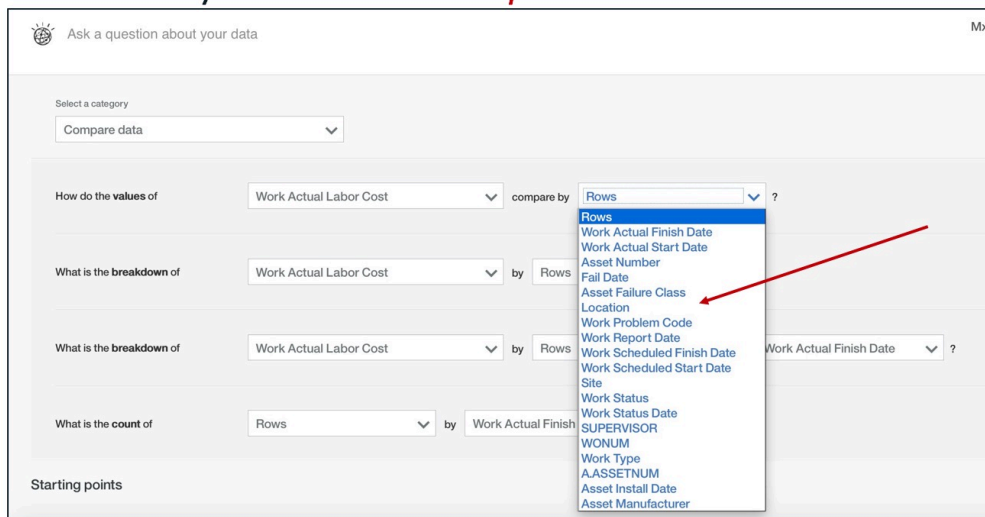 Ask a question about your data
Mx
Select a category
Compare data
How do the values of Work Actual Labor Cost compare by Rows ?
Rows
Work Actual Finish Date
Work Actual Start Date
Asset Number
Fail Date
Asset Failure Class
Location
Work Problem Code
Work Report Date
Work Scheduled Finish Date
Work Scheduled Start Date
Site
Work Status
Work Status Date
SUPERVISOR
WONUM
Work Type
A.ASSETNUM
Asset Install Date
Asset Manufacturer
What is the breakdown of Work Actual Labor Cost by Rows
What is the breakdown of Work Actual Labor Cost by Rows Work Actual Finish Date ?
What is the count of Rows by Work Actual Finish
Starting points